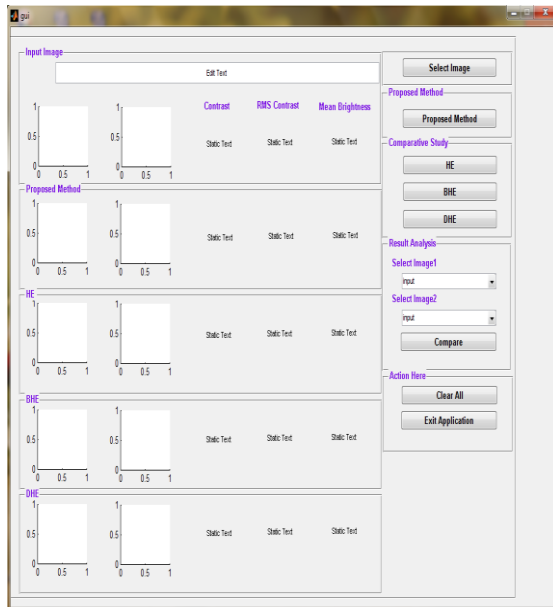 gui
Input Image
Edit Text
Contrast RMS Contrast Mean Brightness
1 1
0.5 0.5 Static Text Static Text Static Text
0 0
0 0.5 1 0 0.5 1
Proposed Method
1 1
0.5 0.5 Static Text Static Text Static Text
0 0
0 0.5 1 0 0.5 1
HE
1 1
0.5 0.5 Static Text Static Text Static Text
0 0
0 0.5 1 0 0.5 1
BHE
1 1
0.5 0.5 Static Text Static Text Static Text
0 0
0 0.5 1 0 0.5 1
DHE
1 1
0.5 0.5 Static Text Static Text Static Text
0 0
0 0.5 1 0 0.5 1
Select Image
Proposed Method
Proposed Method
Comparative Study
HE
BHE
DHE
Result Analysis
Select Image1
input
Select Image2
input
Compare
Action Here
Clear All
Exit Application